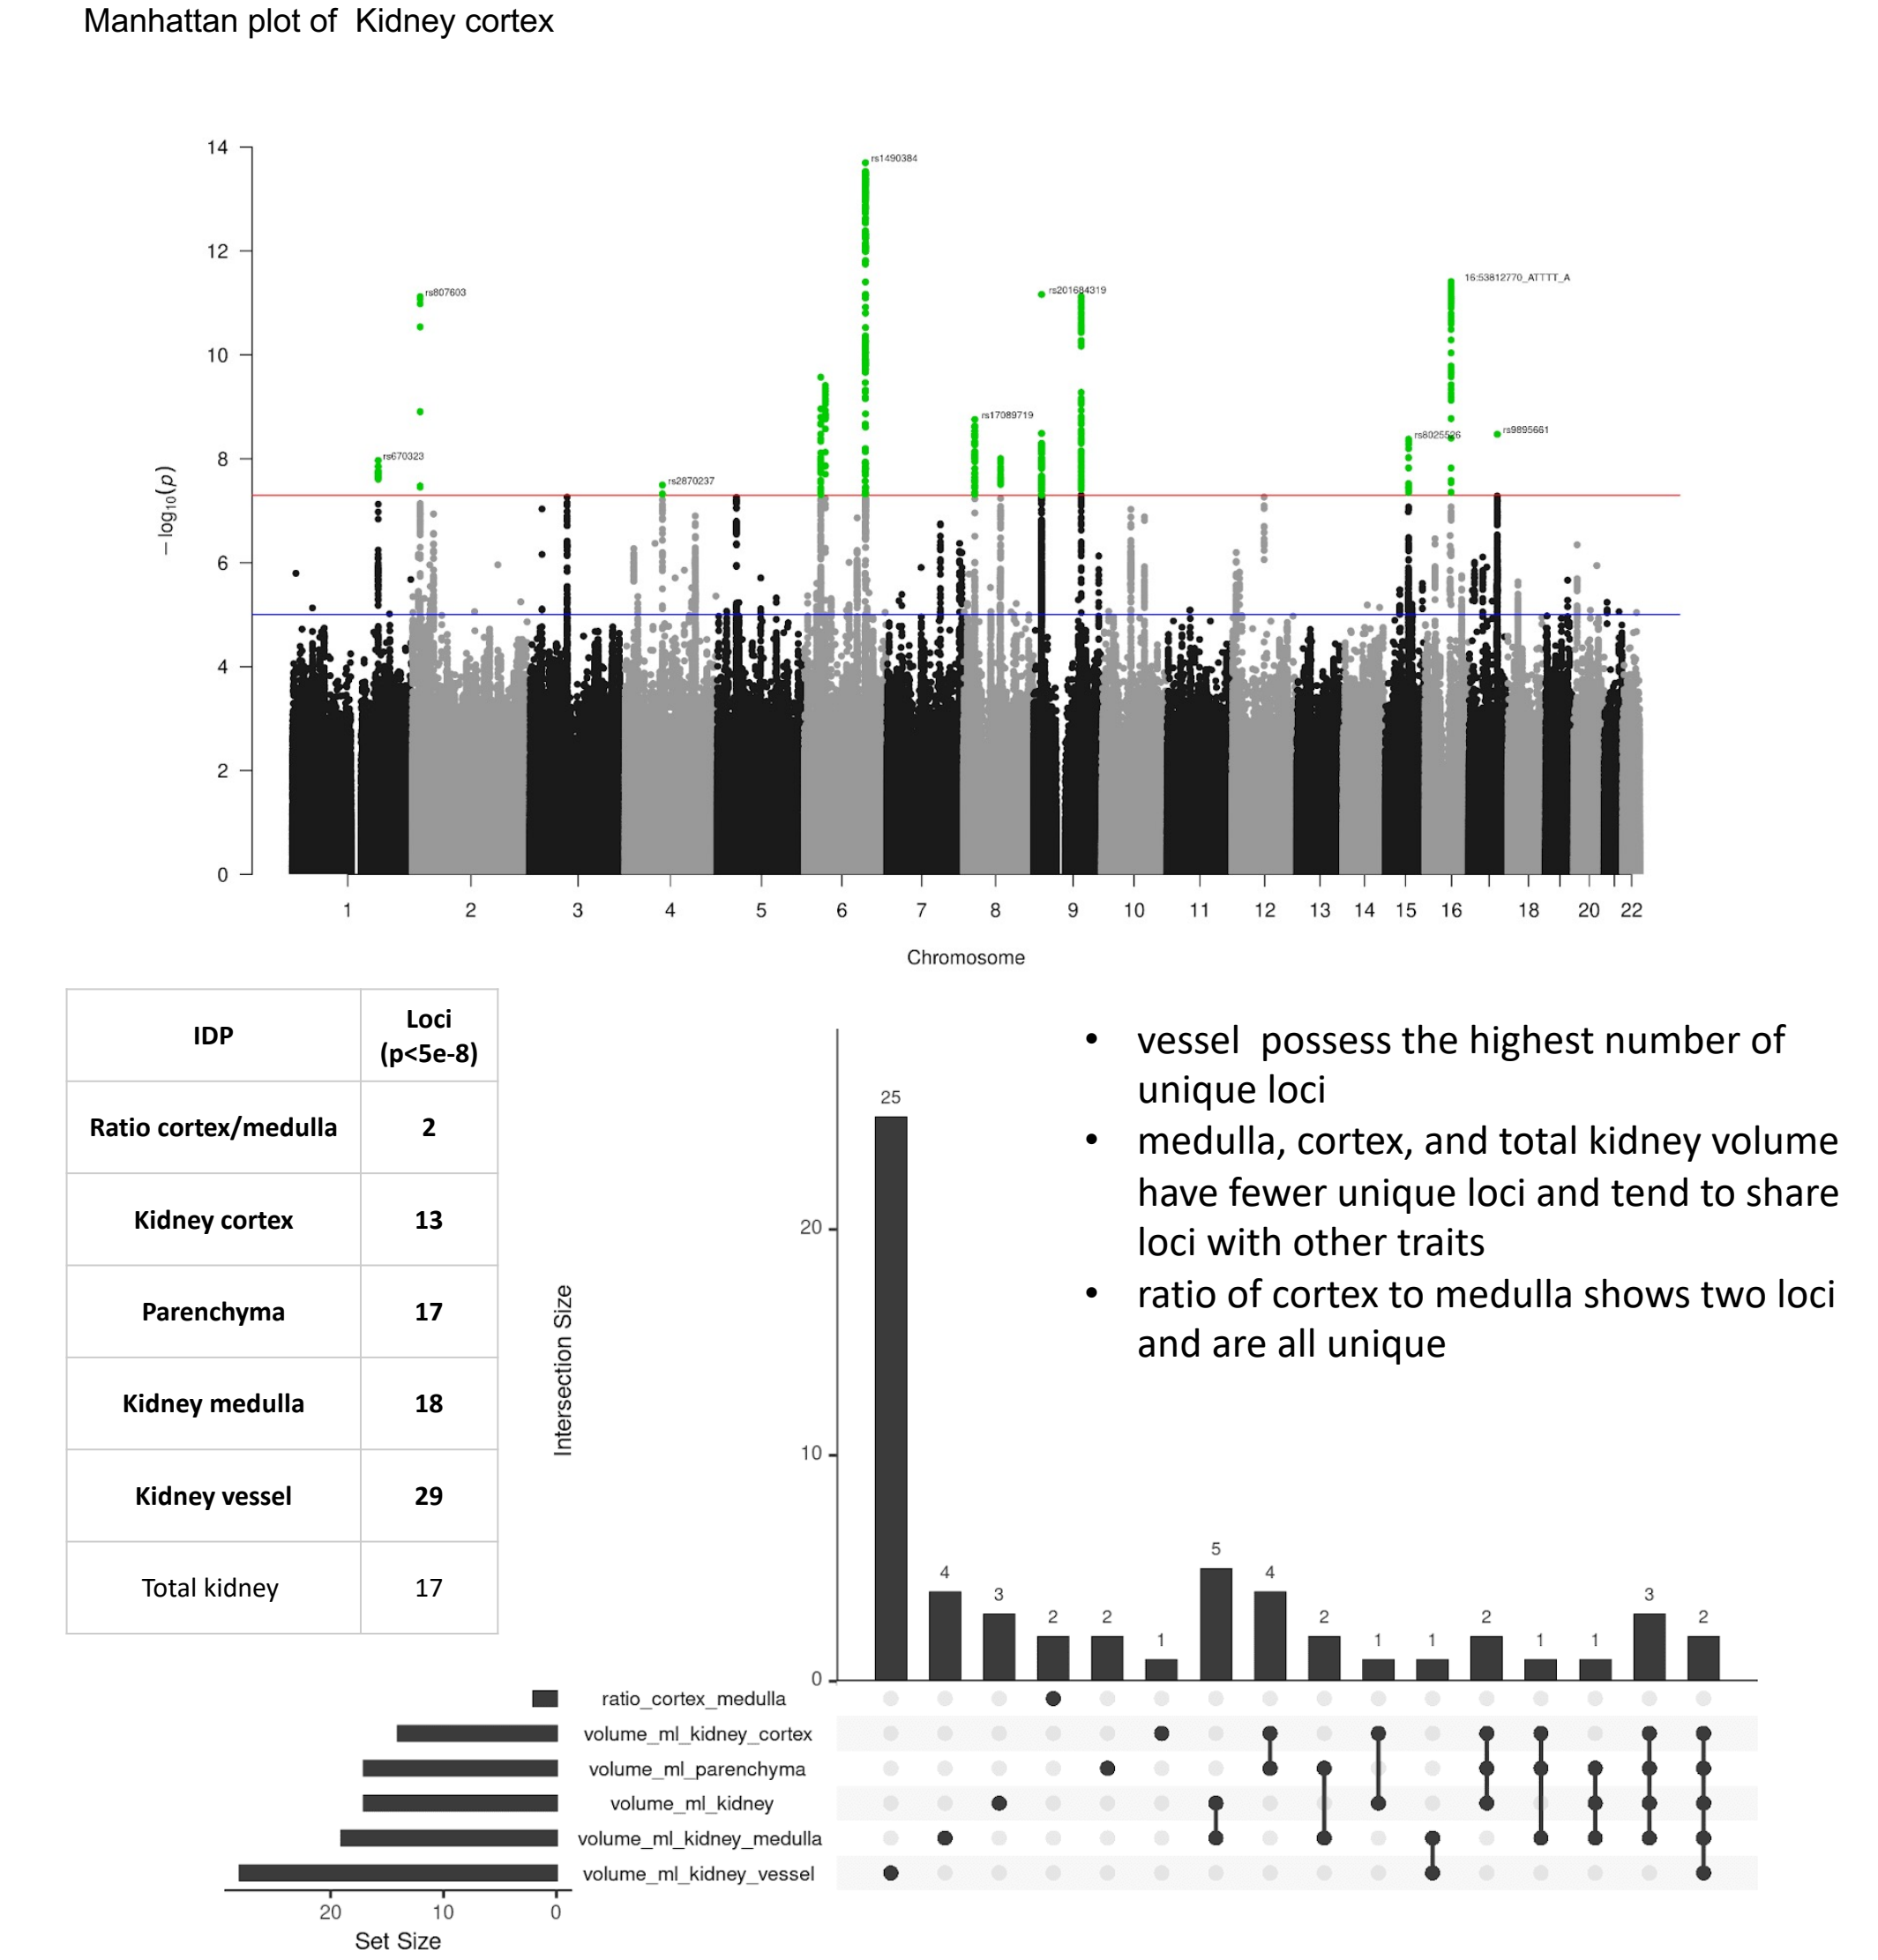 Manhattan plot of  Kidney cortex
14
12
10
8
6
4
2
0
− log10(p)
rs670323
rs807603
rs2870237
rs1490384
rs17089719
rs201684319
rs8025526
16:53812770_ATTTT_A
rs9895661
1 2 3 4 5 6 7 8 9 10 11 12 13 14 15 16 18 20 22
Chromosome
IDP
Loci
(p<5e-8)
Ratio cortex/medulla 2
Kidney cortex 13
Parenchyma 17
Kidney medulla 18
Kidney vessel 29
Total kidney 17
• vessel  possess the highest number of
unique loci
• medulla, cortex, and total kidney volume
have fewer unique loci and tend to share
loci with other traits
• ratio of cortex to medulla shows two loci
and are all unique
Intersection Size
20
10
0
25 4 3 2 2 1 5 4 2 1 1 2 1 1 3 2
ratio_cortex_medulla
volume_ml_kidney_cortex
volume_ml_parenchyma
volume_ml_kidney
volume_ml_kidney_medulla
volume_ml_kidney_vessel
20 10 0
Set Size